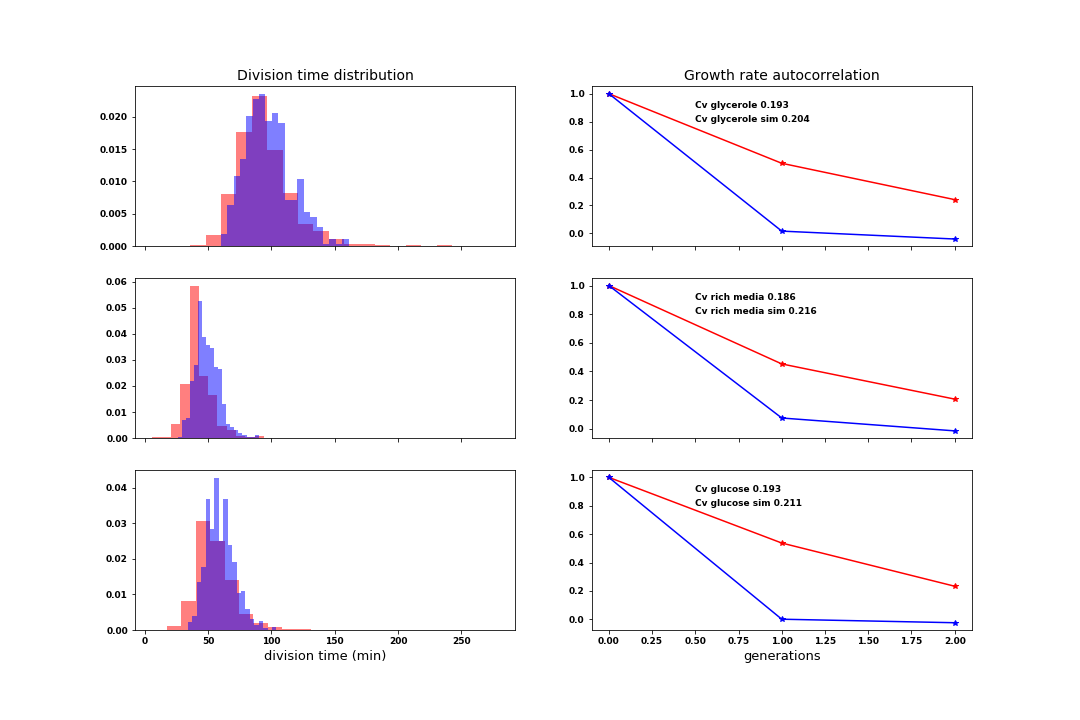 Division time distribution
0.020
0.015
0.010
0.005
0.000
Growth rate autocorrelation
1.0
0.8
0.6
0.4
0.2
0.0
Cv glycerole 0.193
Cv glycerole sim 0.204
0.06
0.05
0.04
0.03
0.02
0.01
0.00
1.0
0.8
0.6
0.4
0.2
0.0
Cv rich media 0.186
Cv rich media sim 0.216
0.04
0.03
0.02
0.01
0.00
0 50 100 150 200 250
division time (min)
1.0
0.8
0.6
0.4
0.2
0.0
Cv glucose 0.193
Cv glucose sim 0.211
0.00 0.25 0.50 0.75 1.00 1.25 1.50 1.75 2.00
generations